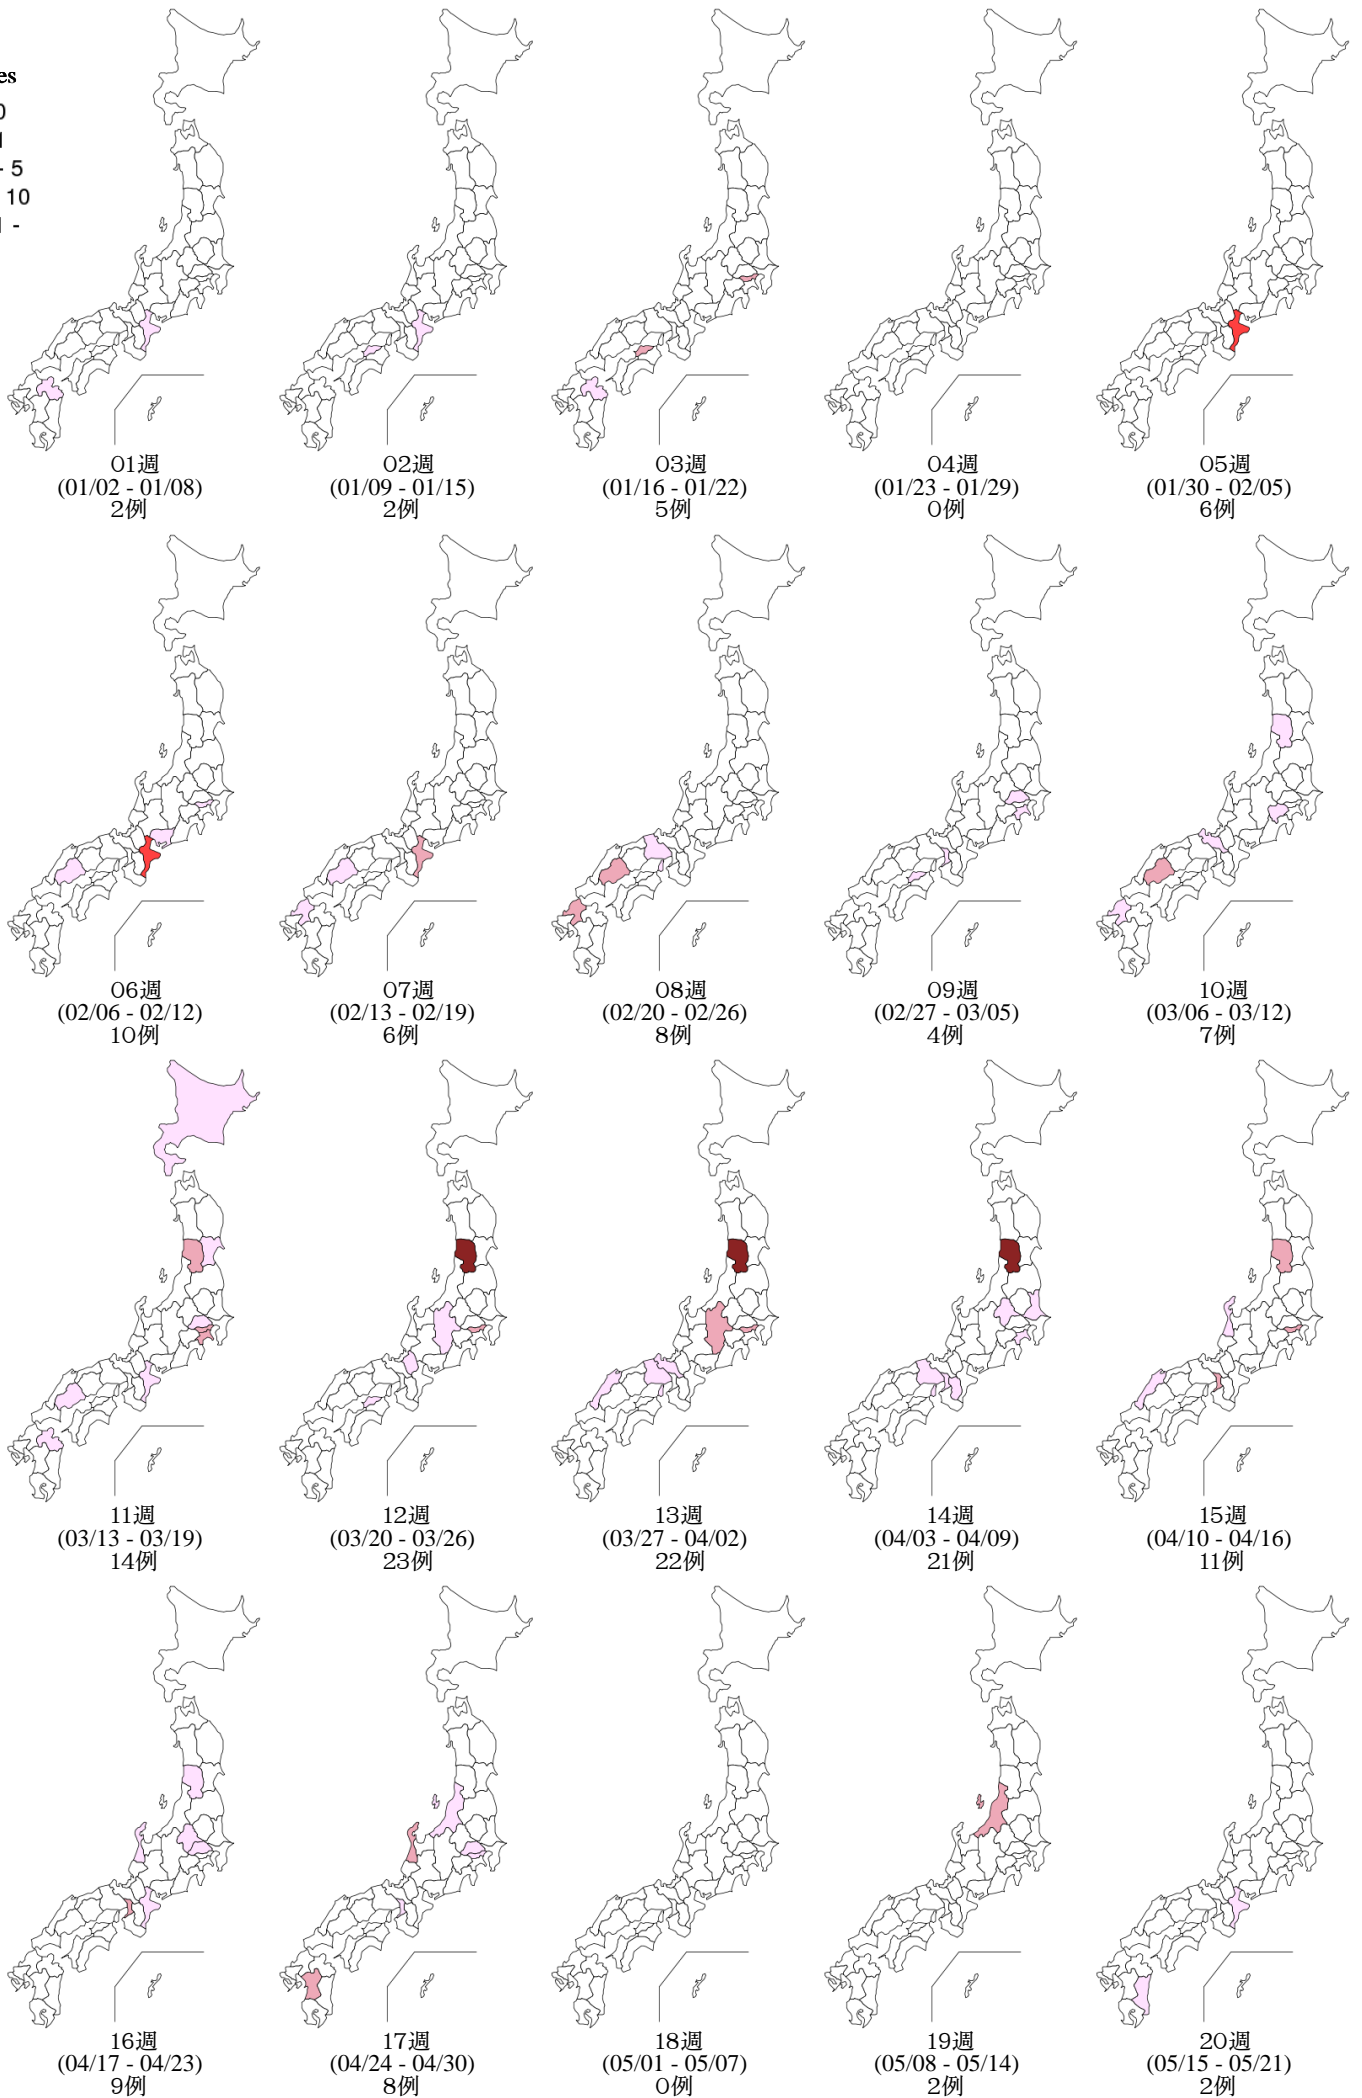 es
0
1
- 5
10
1 -
01週
(01/02 - 01/08)
2例
02週
(01/09 - 01/15)
2例
03週
(01/16 - 01/22)
5例
04週
(01/23 - 01/29)
0例
05週
(01/30 - 02/05)
6例
06週
(02/06 - 02/12)
10例
07週
(02/13 - 02/19)
6例
08週
(02/20 - 02/26)
8例
09週
(02/27 - 03/05)
4例
10週
(03/06 - 03/12)
7例
11週
(03/13 - 03/19)
14例
12週
(03/20 - 03/26)
23例
13週
(03/27 - 04/02)
22例
14週
(04/03 - 04/09)
21例
15週
(04/10 - 04/16)
11例
16週
(04/17 - 04/23)
9例
17週
(04/24 - 04/30)
8例
18週
(05/01 - 05/07)
0例
19週
(05/08 - 05/14)
2例
20週
(05/15 - 05/21)
2例